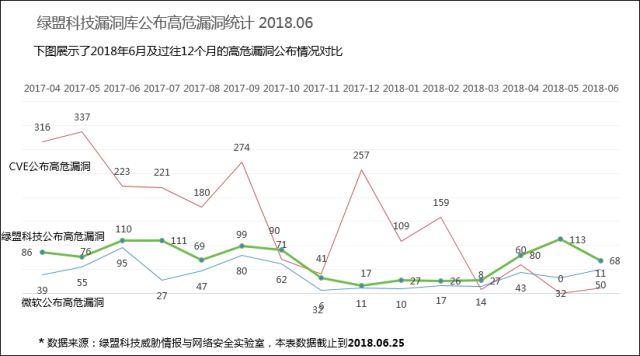 绿盟科技漏洞库公布高危漏洞统计 2018.06
下图展示了2018年6月及过往12个月的高危漏洞公布情况对比
2017-04 2017-05 2017-06 2017-07 2017-08 2017-09 2017-10 2017-11 2017-12 2018-01 2018-02 2018-03 2018-04 2018-05 2018-06
316 337 223 221 180 274 71 41 257 109 159 8 60 0 11
CVE公布高危漏洞
绿盟科技公布高危漏洞
86 76 110 111 69 99 90 32 17 27 26 27 80 113 68
39 55 95 27 47 80 62 6 11 10 17 14 43 32 50
微软公布高危漏洞
* 数据来源：绿盟科技威胁情报与网络安全实验室，本表数据截止到2018.06.25